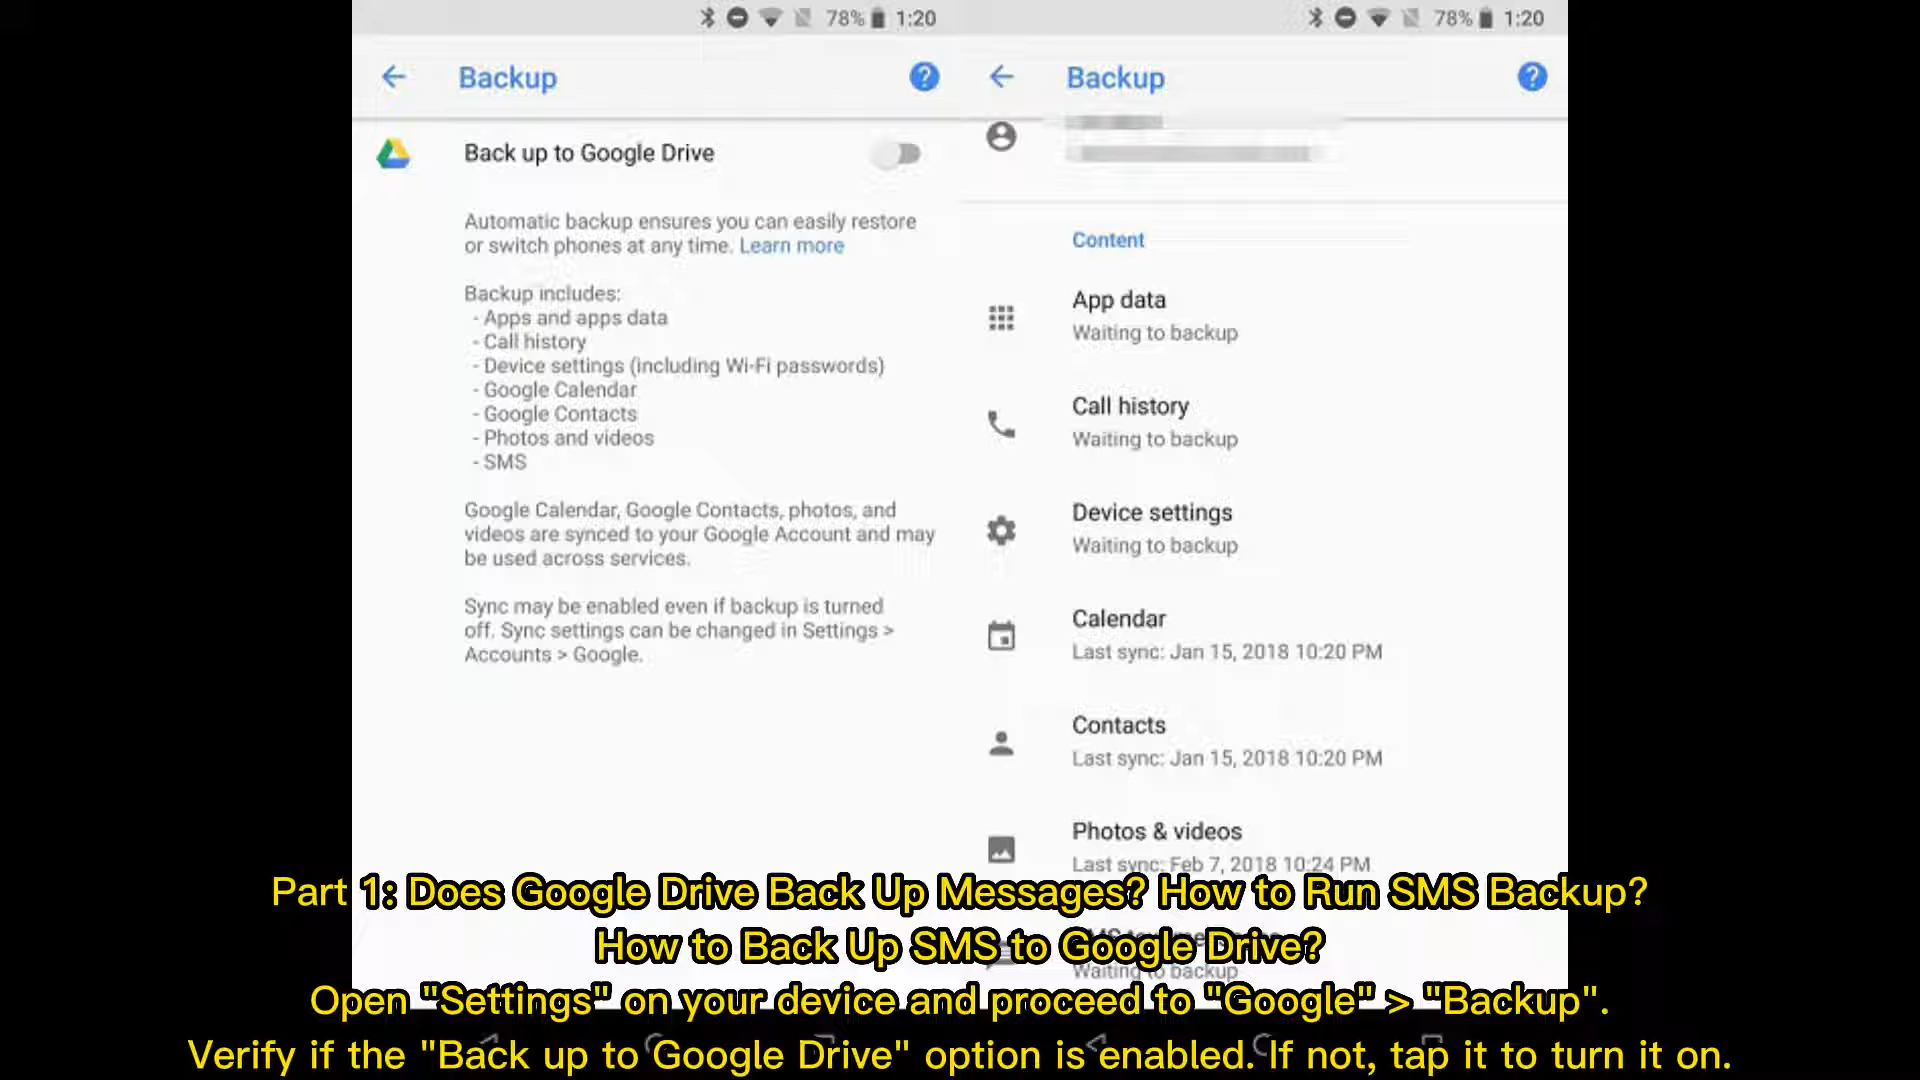 78% 1:20
Backup
Back up to Google Drive
Automatic backup ensures you can easily restore
or switch phones at any time. Learn more
Backup includes:
- Apps and apps data
- Call history
- Device settings (including Wi-Fi passwords)
- Google Calendar
- Google Contacts
- Photos and videos
- SMS
Google Calendar, Google Contacts, photos, and
videos are synced to your Google Account and may
be used across services.
Sync may be enabled even if backup is turned
off. Sync settings can be changed in Settings >
Accounts > Google.
78% 1:20
Backup
Content
App data
Waiting to backup
Call history
Waiting to backup
Device settings
Waiting to backup
Calendar
Last sync: Jan 15, 2018 10:20 PM
Contacts
Last sync: Jan 15, 2018 10:20 PM
Photos & videos
Last sync: Feb 7, 2018 10:24 PM
Waiting to backup
Part 1: Does Google Drive Back Up Messages? How to Run SMS Backup?
How to Back Up SMS to Google Drive?
Open "Settings" on your device and proceed to "Google" > "Backup".
Verify if the "Back up to Google Drive" option is enabled. If not, tap it to turn it on.